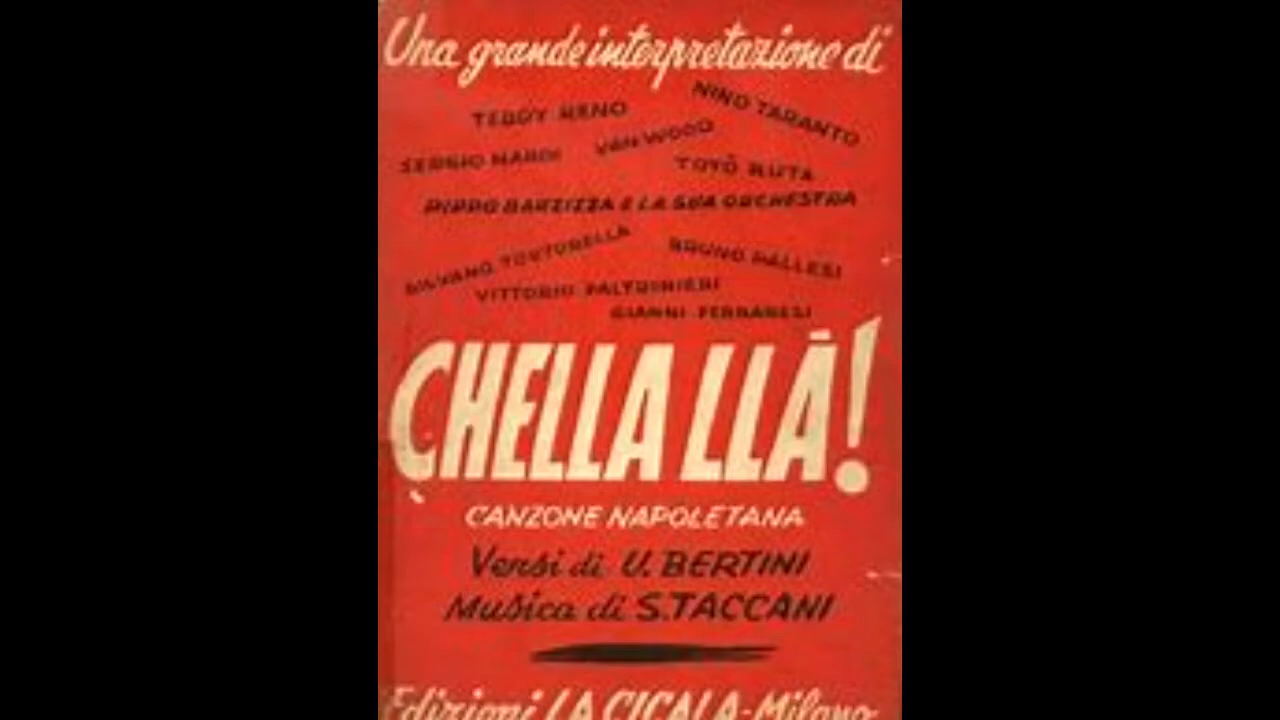 Una grande interpretazione di
TEDDY RENO
NINO TARANTO
SERGIO NARDI
VAN WOOD
TOTÒ RUTA
PIPPO BARZIZZA E LA SUA ORCHESTRA
SILVANO TORTORELLA
BRUNO PALLESI
VITTORIO PALTRINIERI
GIANNI FERRARESI
CHELLA LLÀ!
CANZONE NAPOLETANA
Versi di U. BERTINI
Musica di S. TACCANI
Edizioni LA CICALA-Milano